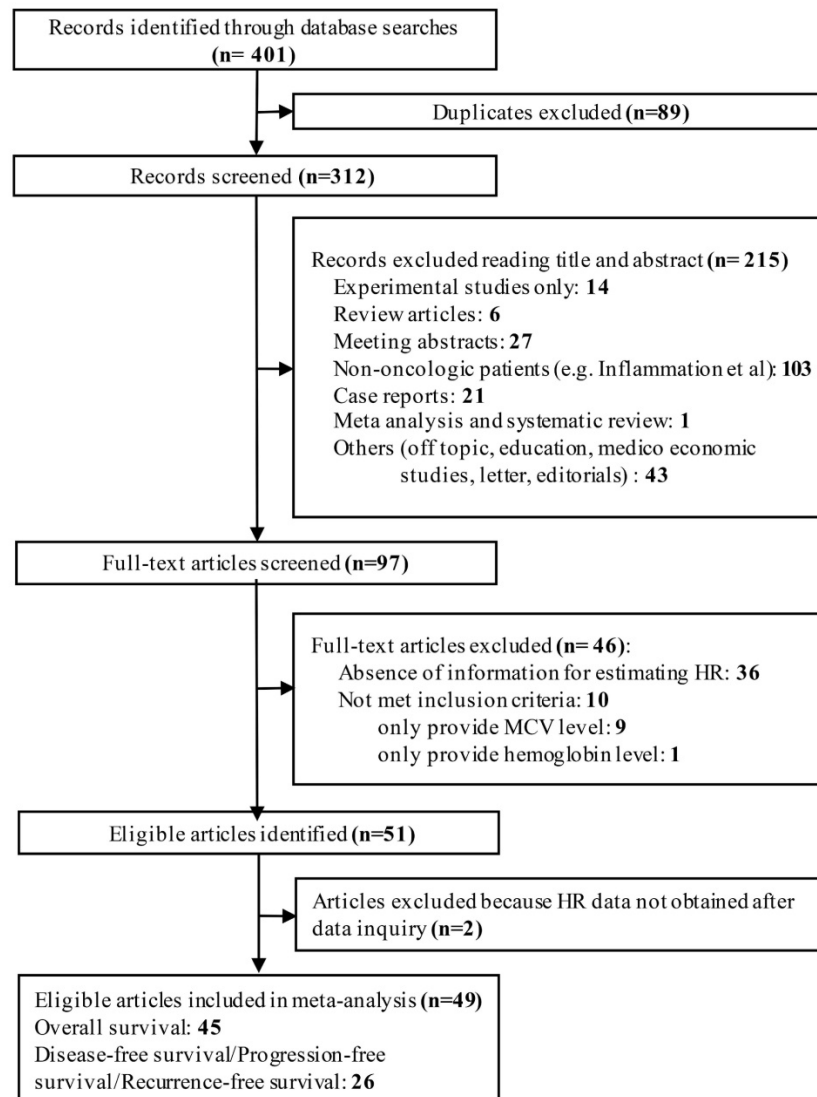 Records identified through database searches
(n= 401)
Duplicates excluded (n=89)
Records screened (n=312)
Records excluded reading title and abstract (n= 215)
Experimental studies only: 14
Review articles: 6
Meeting abstracts: 27
Non-oncologic patients (e.g. Inflammation et al): 103
Case reports: 21
Meta analysis and systematic review: 1
Others (off topic, education, medico economic
studies, letter, editorials) : 43
Full-text articles screened (n=97)
Full-text articles excluded (n= 46):
Absence of information for estimating HR: 36
Not met inclusion criteria: 10
only provide MCV level: 9
only provide hemoglobin level: 1
Eligible articles identified (n=51)
Articles excluded because HR data not obtained after
data inquiry (n=2)
Eligible articles included in meta-analysis (n=49)
Overall survival: 45
Disease-free survival/Progression-free
survival/Recurrence-free survival: 26